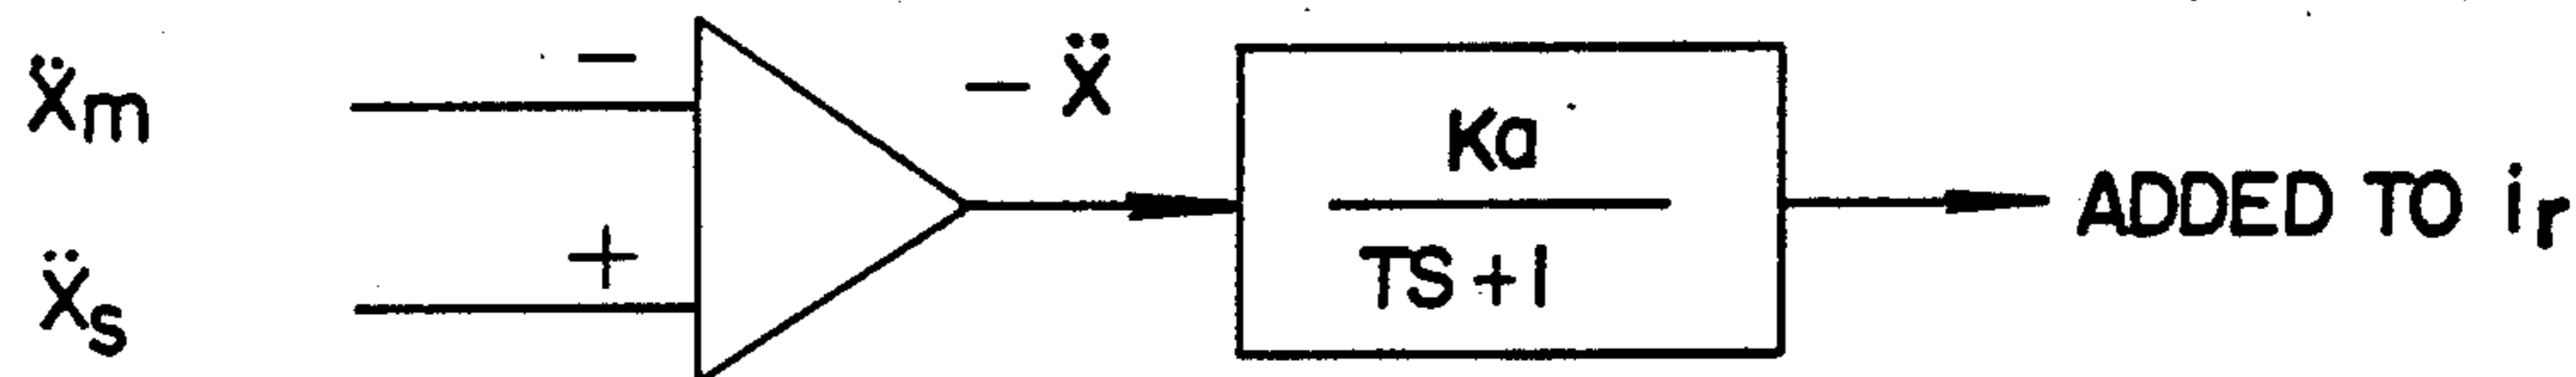 Ẍm
−
− Ẍ
Ka
TS + 1
ADDED TO ir
+
Ẍs